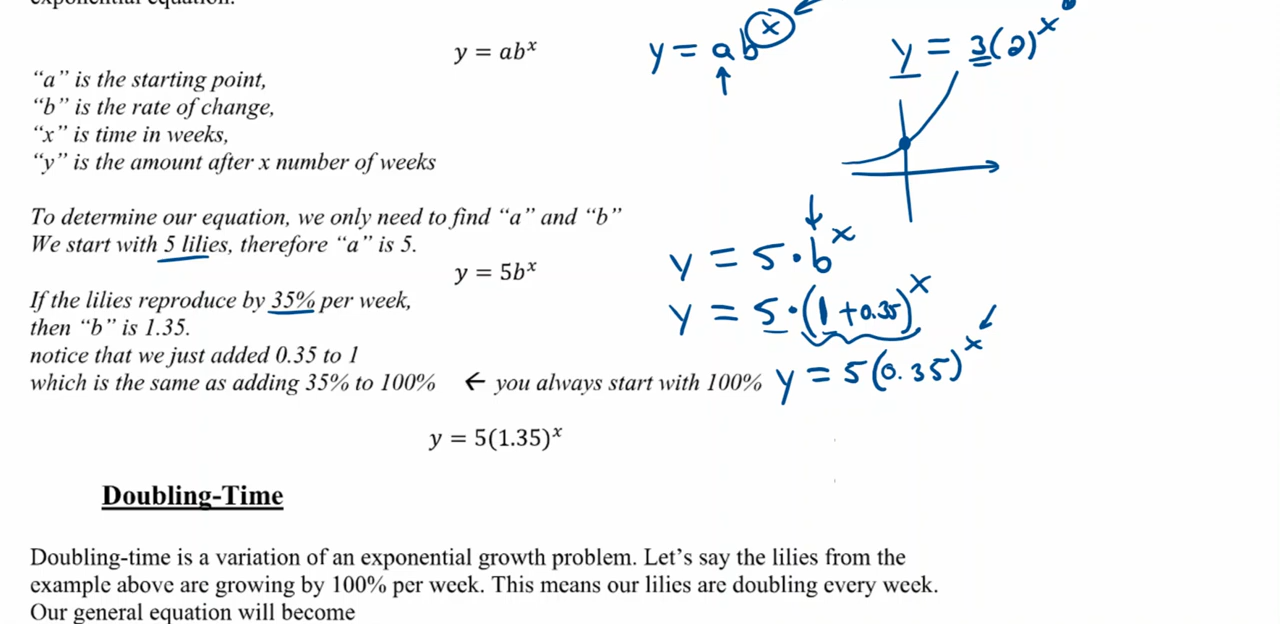 exponential equation.
y = abˣ
y = abˣ
y = 3(2)ˣ
“a” is the starting point,
“b” is the rate of change,
“x” is time in weeks,
“y” is the amount after x number of weeks
To determine our equation, we only need to find “a” and “b”
We start with 5 lilies, therefore “a” is 5.
y = 5·bˣ
y = 5bˣ
If the lilies reproduce by 35% per week,
y = 5·(1+0.35)ˣ
then “b” is 1.35.
notice that we just added 0.35 to 1
which is the same as adding 35% to 100% ← you always start with 100%
y = 5(0.35)ˣ
y = 5(1.35)ˣ
Doubling-Time
Doubling-time is a variation of an exponential growth problem. Let’s say the lilies from the
example above are growing by 100% per week. This means our lilies are doubling every week.
Our general equation will become